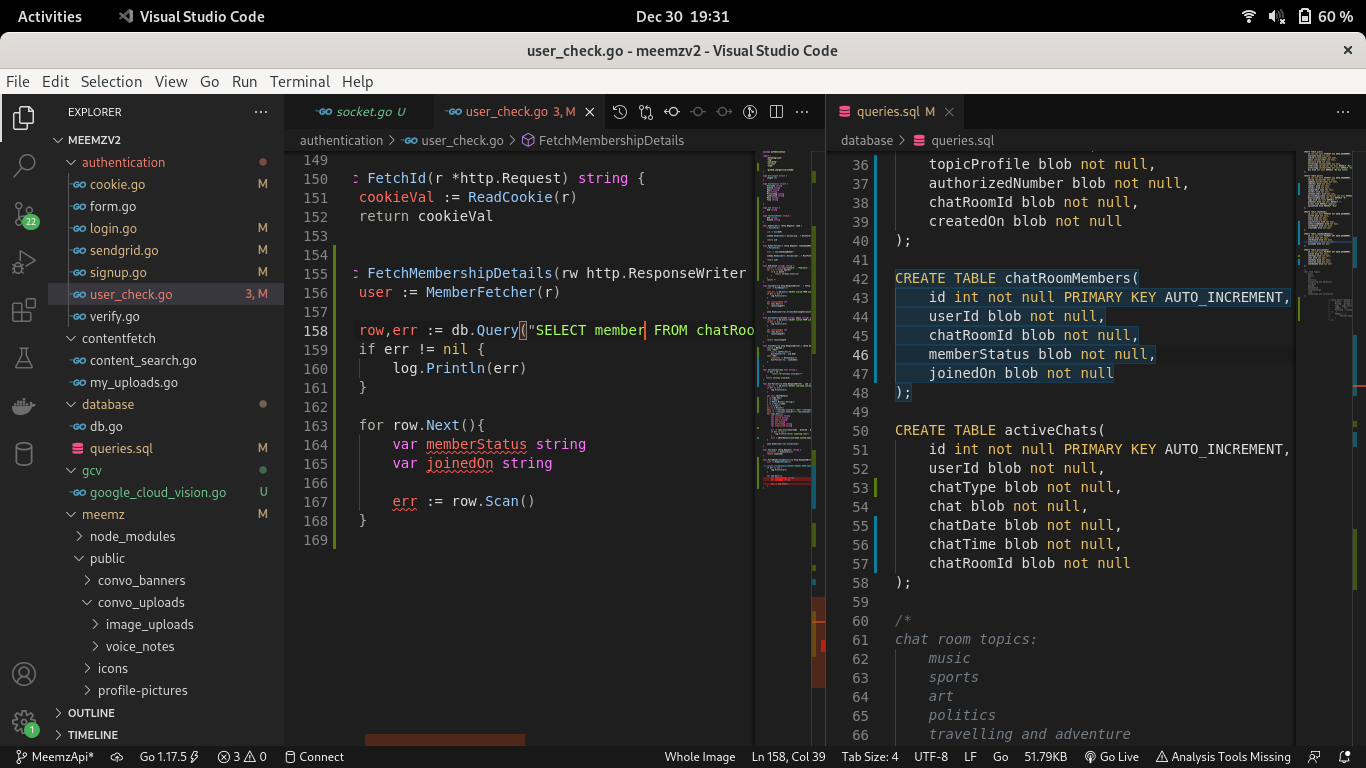 Activities
Visual Studio Code
Dec 30 19:31
60 %
user_check.go - meemzv2 - Visual Studio Code
File Edit Selection View Go Run Terminal Help
EXPLORER
MEEMZV2
authentication
cookie.go M
form.go
login.go M
sendgrid.go M
signup.go M
user_check.go 3, M
verify.go
contentfetch
content_search.go
my_uploads.go
database
db.go
queries.sql M
gcv
google_cloud_vision.go U
meemz M
node_modules
public
convo_banners
convo_uploads
image_uploads
voice_notes
icons
profile-pictures
OUTLINE
TIMELINE
22
1
socket.go U
user_check.go 3, M
authentication > user_check.go > FetchMembershipDetails
149
150 c FetchId(r *http.Request) string {
151 cookieVal := ReadCookie(r)
152 return cookieVal
153
154
155 c FetchMembershipDetails(rw http.ResponseWriter
156 user := MemberFetcher(r)
157
158 row,err := db.Query("SELECT member FROM chatRoo
159 if err != nil {
160 log.Println(err)
161 }
162
163 for row.Next(){
164 var memberStatus string
165 var joinedOn string
166
167 err := row.Scan()
168 }
169
queries.sql M
database > queries.sql
36 topicProfile blob not null,
37 authorizedNumber blob not null,
38 chatRoomId blob not null,
39 createdOn blob not null
40 );
41
42 CREATE TABLE chatRoomMembers(
43 id int not null PRIMARY KEY AUTO_INCREMENT,
44 userId blob not null,
45 chatRoomId blob not null,
46 memberStatus blob not null,
47 joinedOn blob not null
48 );
49
50 CREATE TABLE activeChats(
51 id int not null PRIMARY KEY AUTO_INCREMENT,
52 userId blob not null,
53 chatType blob not null,
54 chat blob not null,
55 chatDate blob not null,
56 chatTime blob not null,
57 chatRoomId blob not null
58 );
59
60 /*
61 chat room topics:
62 music
63 sports
64 art
65 politics
66 travelling and adventure
MeemzApi* Go 1.17.5 3 0 Connect Whole Image Ln 158, Col 39 Tab Size: 4 UTF-8 LF Go 51.79KB Go Live Analysis Tools Missing